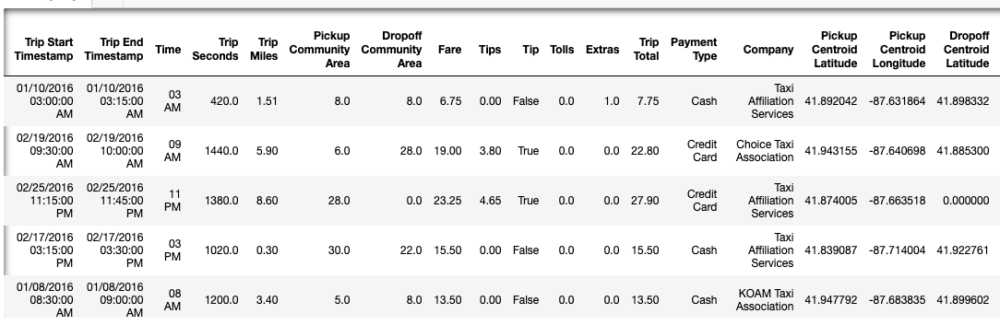 Trip Start Timestamp Trip End Timestamp Time Trip Seconds Trip Miles Pickup Community Area Dropoff Community Area Fare Tips Tip Tolls Extras Trip Total Payment Type Company Pickup Centroid Latitude Pickup Centroid Longitude Dropoff Centroid Latitude
01/10/2016 03:00:00 AM 01/10/2016 03:15:00 AM 03 AM 420.0 1.51 8.0 8.0 6.75 0.00 False 0.0 1.0 7.75 Cash Taxi Affiliation Services 41.892042 -87.631864 41.898332
02/19/2016 09:30:00 AM 02/19/2016 10:00:00 AM 09 AM 1440.0 5.90 6.0 28.0 19.00 3.80 True 0.0 0.0 22.80 Credit Card Choice Taxi Association 41.943155 -87.640698 41.885300
02/25/2016 11:15:00 PM 02/25/2016 11:45:00 PM 11 PM 1380.0 8.60 28.0 0.0 23.25 4.65 True 0.0 0.0 27.90 Credit Card Taxi Affiliation Services 41.874005 -87.663518 0.000000
02/17/2016 03:15:00 PM 02/17/2016 03:30:00 PM 03 PM 1020.0 0.30 30.0 22.0 15.50 0.00 False 0.0 0.0 15.50 Cash Taxi Affiliation Services 41.839087 -87.714004 41.922761
01/08/2016 08:30:00 AM 01/08/2016 09:00:00 AM 08 AM 1200.0 3.40 5.0 8.0 13.50 0.00 False 0.0 0.0 13.50 Cash KOAM Taxi Association 41.947792 -87.683835 41.899602